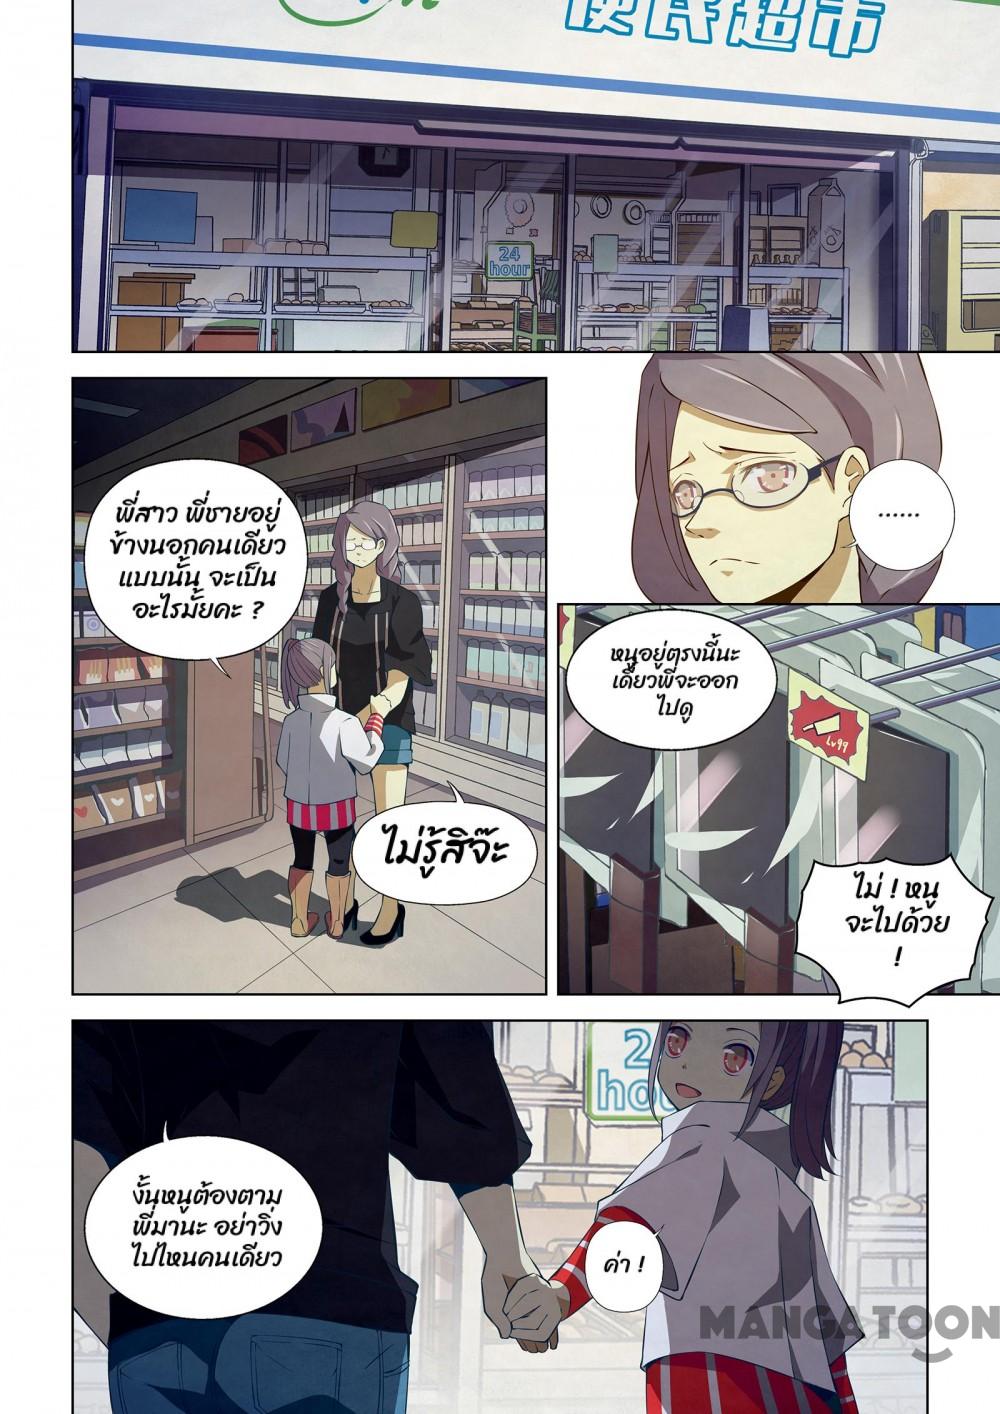 便民超市
24
hour
พี่สาว พี่ชายอยู่
ข้างนอกคนเดียว
แบบนั้น จะเป็น
อะไรมั้ยคะ ?
......
ไม่รู้สิจ๊ะ
หนูอยู่ตรงนี้นะ
เดี๋ยวพี่จะออก
ไปดู
Lv99
ไม่ ! หนู
จะไปด้วย
!
2
hou
งั้นหนูต้องตาม
พี่มานะ อย่าวิ่ง
ไปไหนคนเดียว
ค่า !
MANGATOON